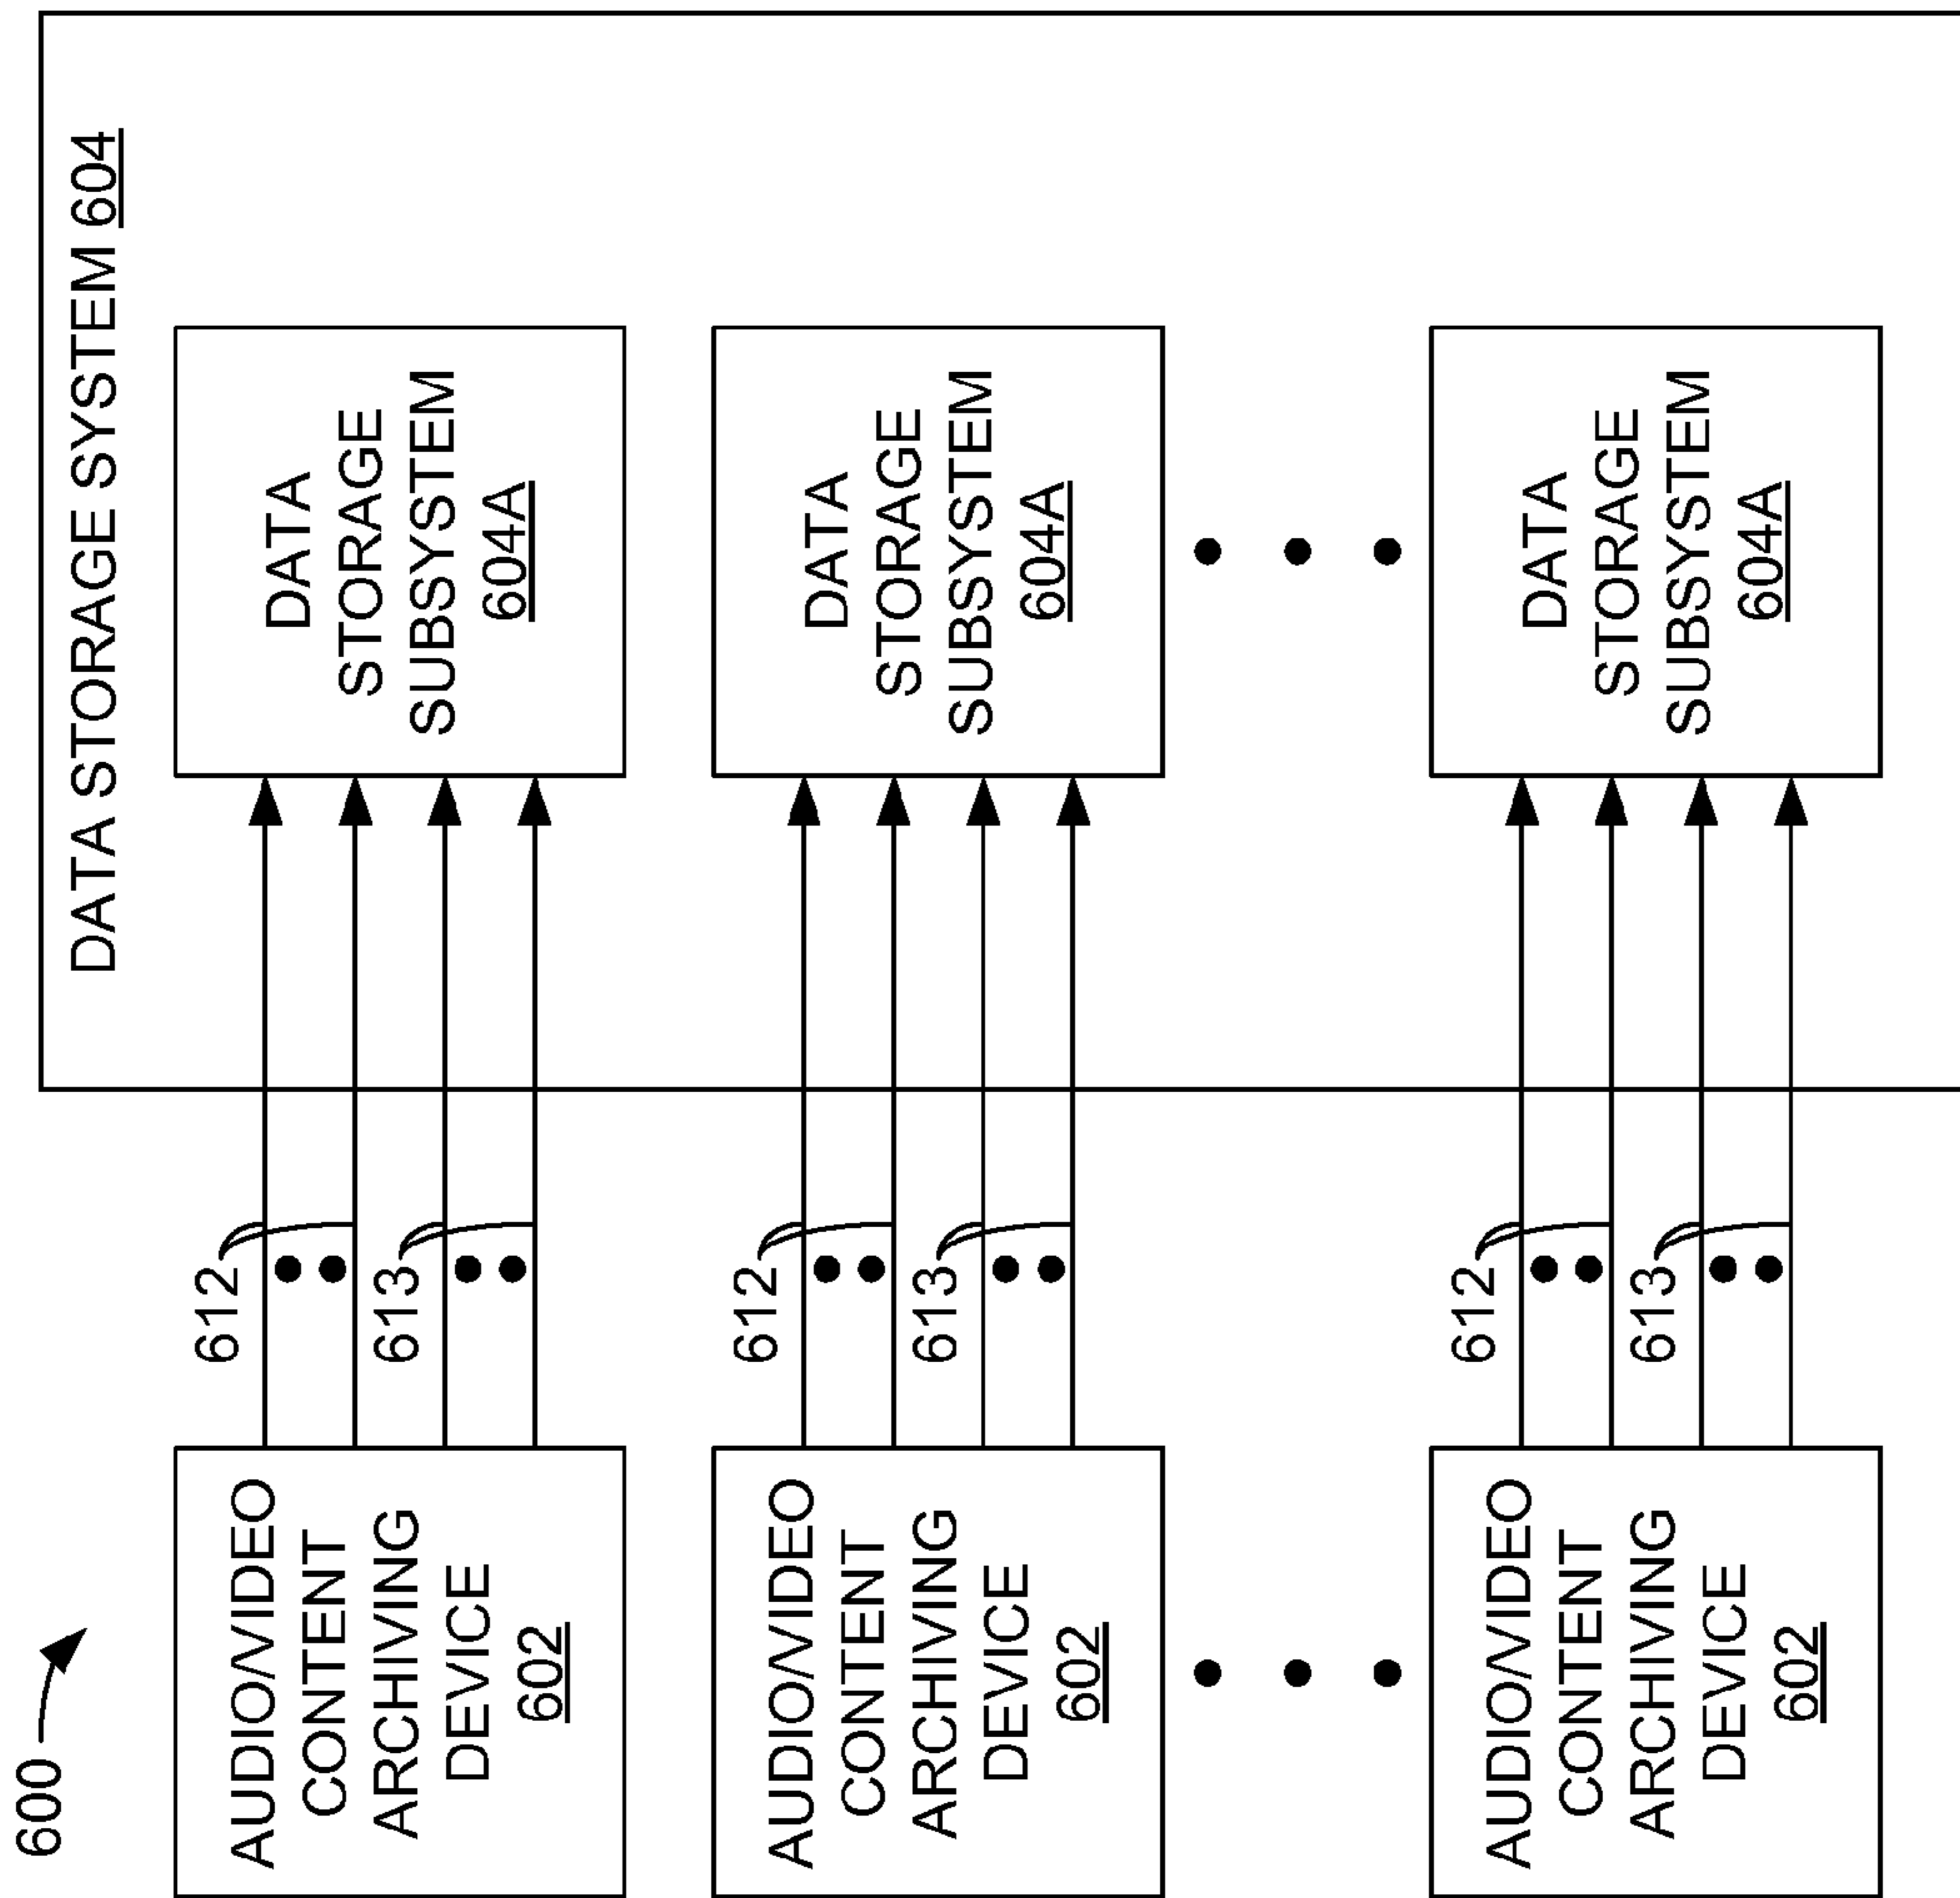 600
DATA STORAGE SYSTEM 604
AUDIO/VIDEO
CONTENT
ARCHIVING
DEVICE
602
612
613
DATA
STORAGE
SUBSYSTEM
604A
AUDIO/VIDEO
CONTENT
ARCHIVING
DEVICE
602
612
613
DATA
STORAGE
SUBSYSTEM
604A
AUDIO/VIDEO
CONTENT
ARCHIVING
DEVICE
602
612
613
DATA
STORAGE
SUBSYSTEM
604A